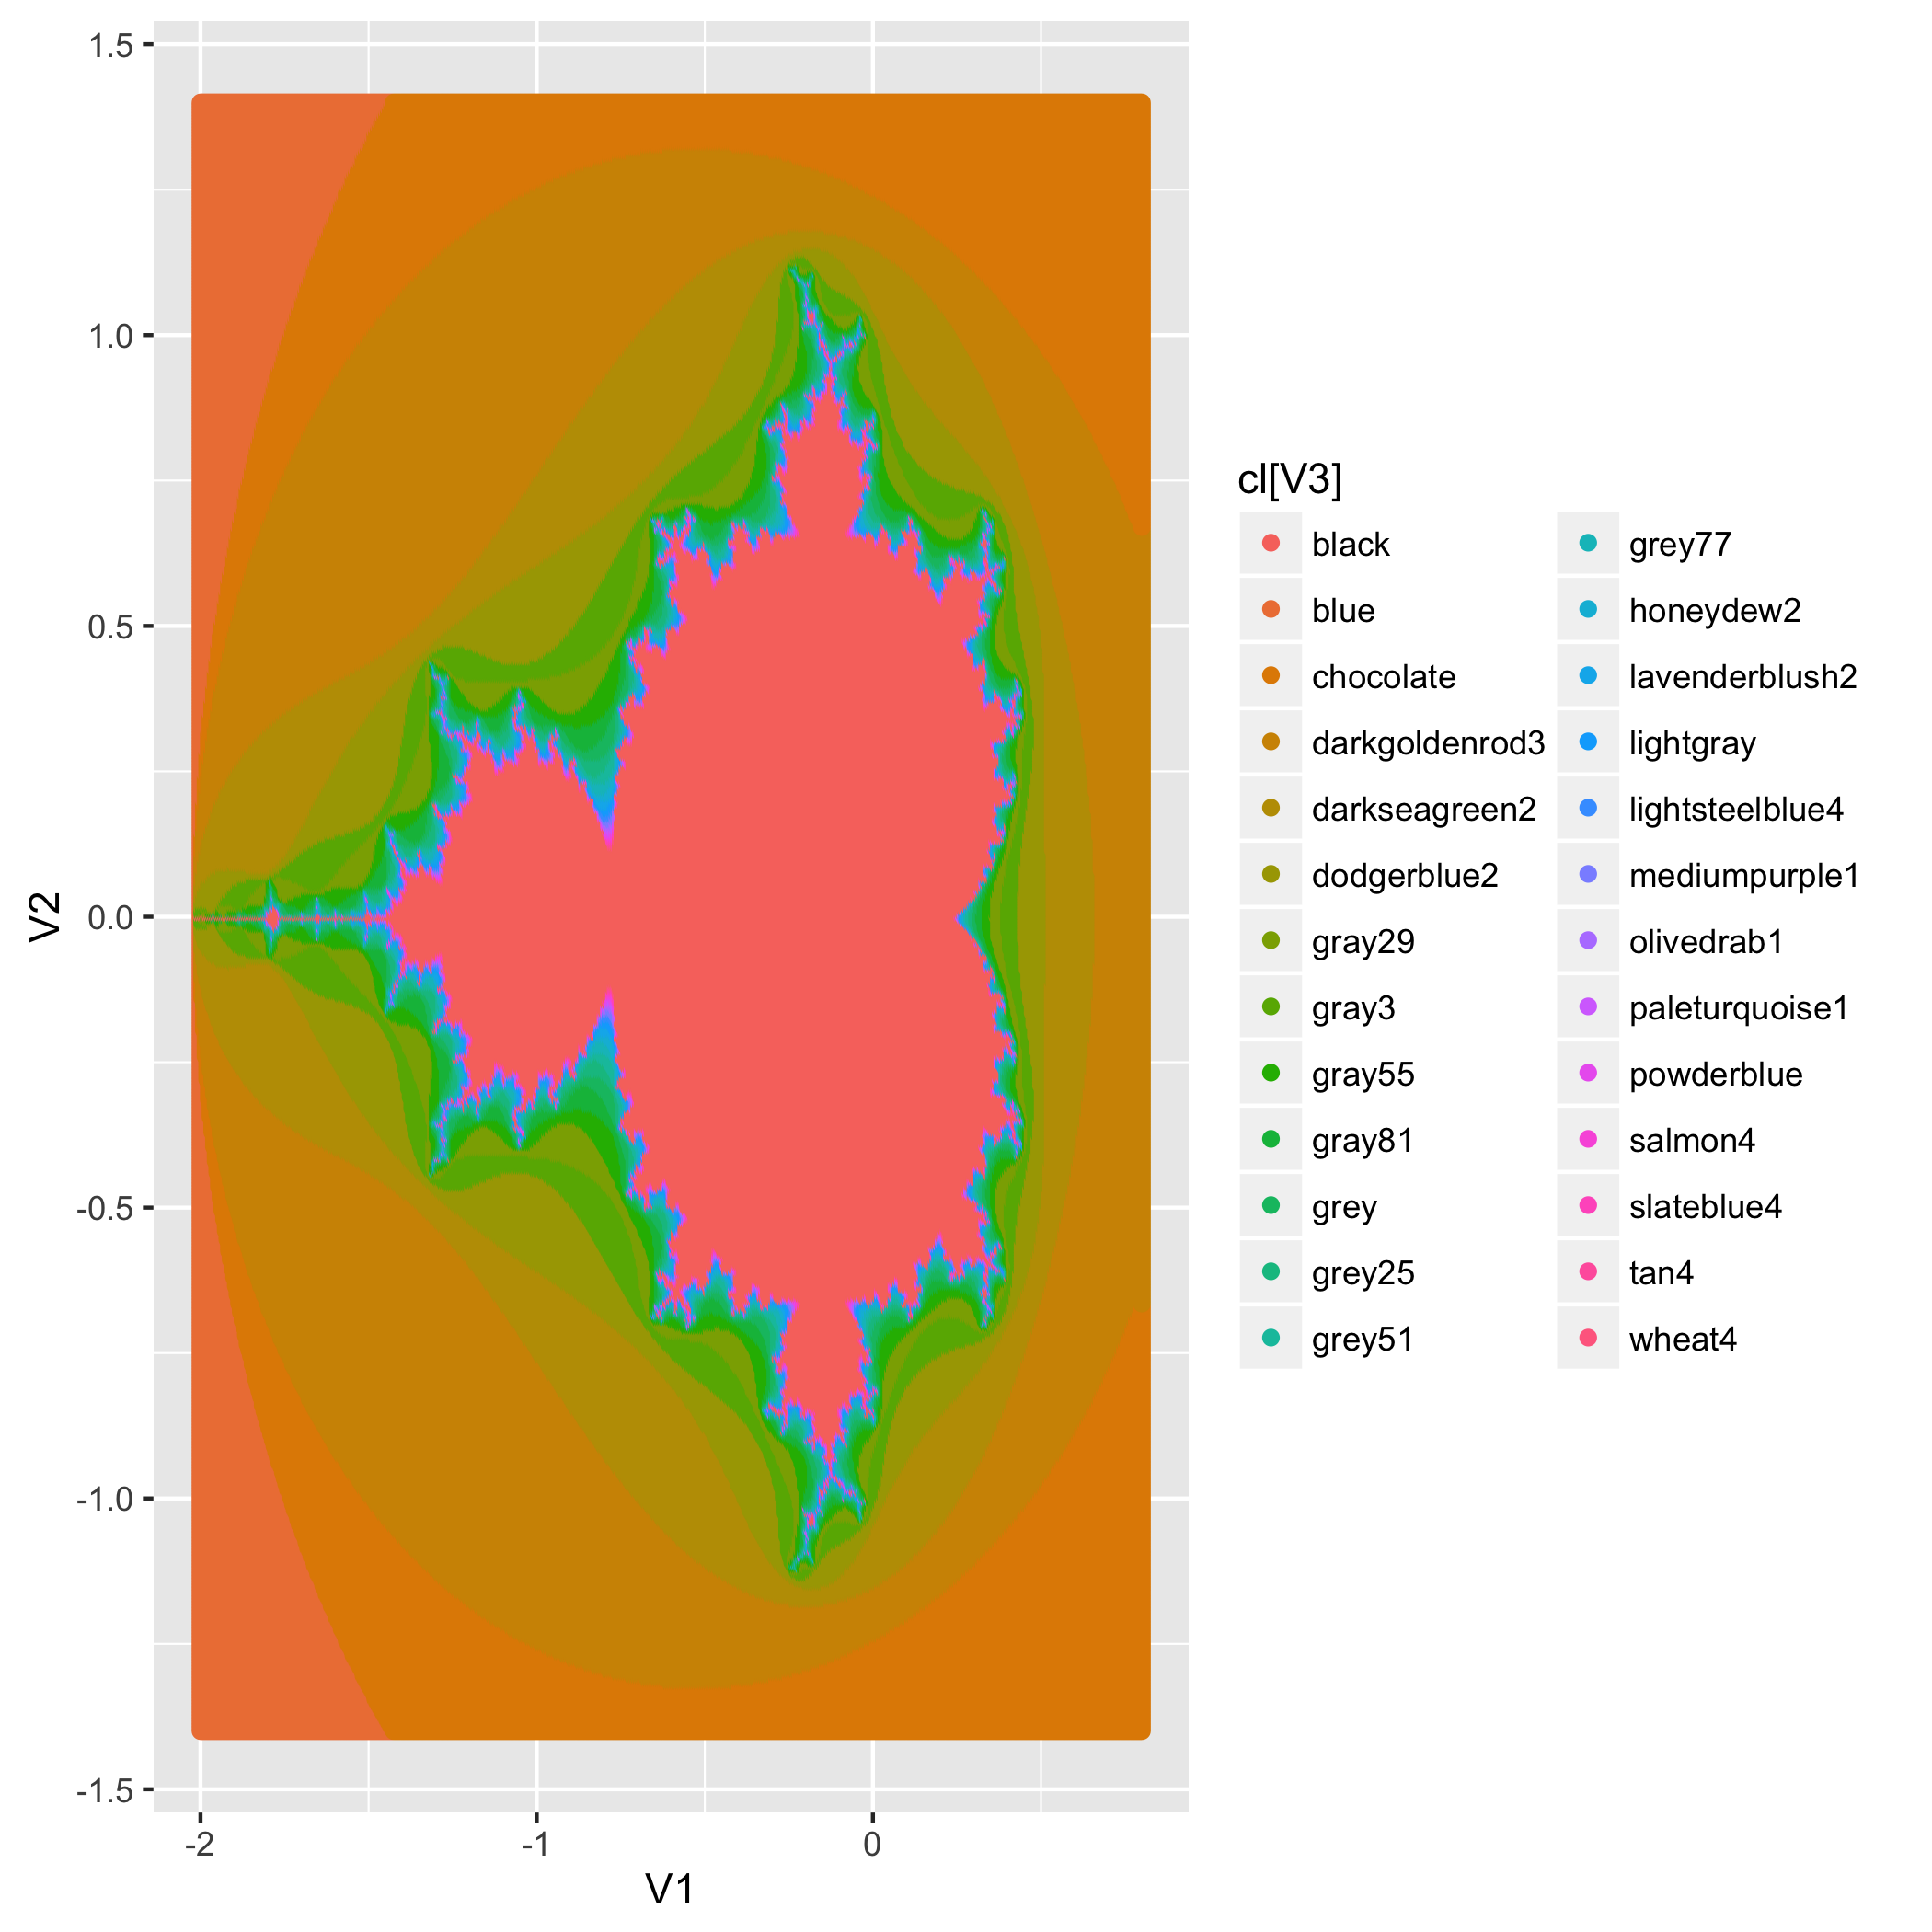 1.5
1.0
0.5
0.0
-0.5
-1.0
-1.5
V2
-2
-1
0
V1
cl[V3]
black
blue
chocolate
darkgoldenrod3
darkseagreen2
dodgerblue2
gray29
gray3
gray55
gray81
grey
grey25
grey51
grey77
honeydew2
lavenderblush2
lightgray
lightsteelblue4
mediumpurple1
olivedrab1
paleturquoise1
powderblue
salmon4
slateblue4
tan4
wheat4